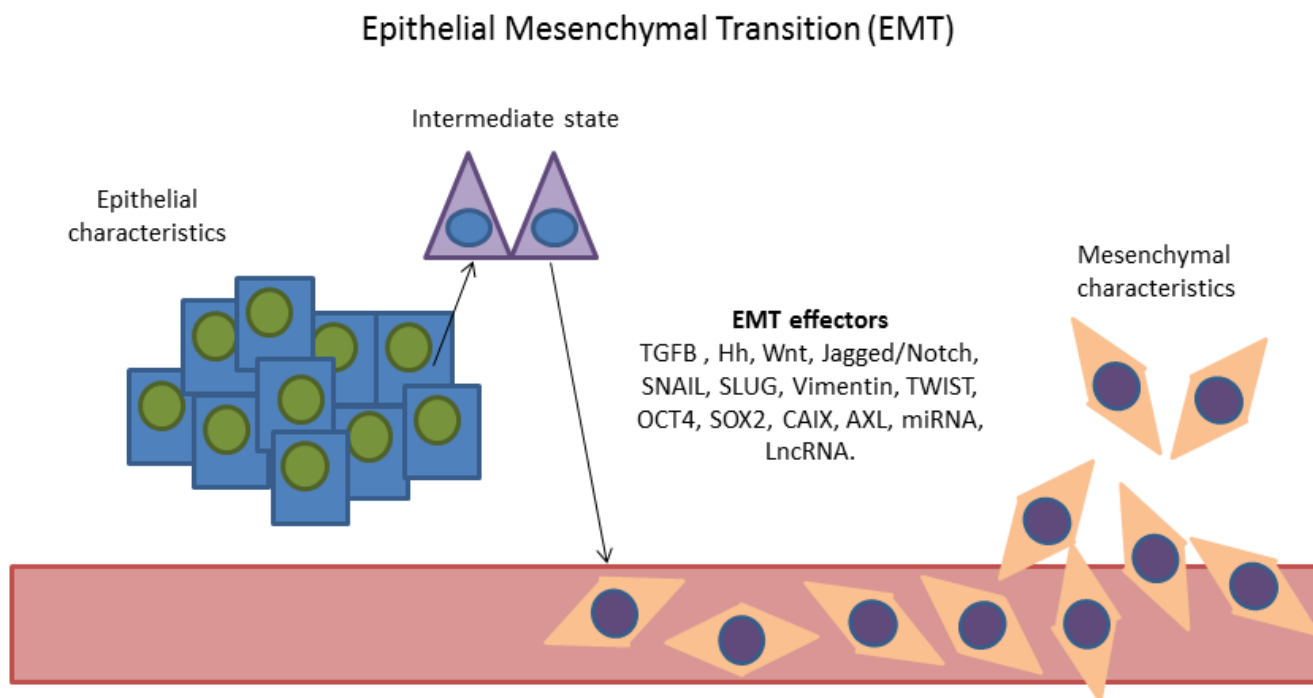 Epithelial Mesenchymal Transition (EMT)
Intermediate state
Epithelial
characteristics
Mesenchymal
characteristics
EMT effectors
TGFB , Hh, Wnt, Jagged/Notch,
SNAIL, SLUG, Vimentin, TWIST,
OCT4, SOX2, CAIX, AXL, miRNA,
LncRNA.